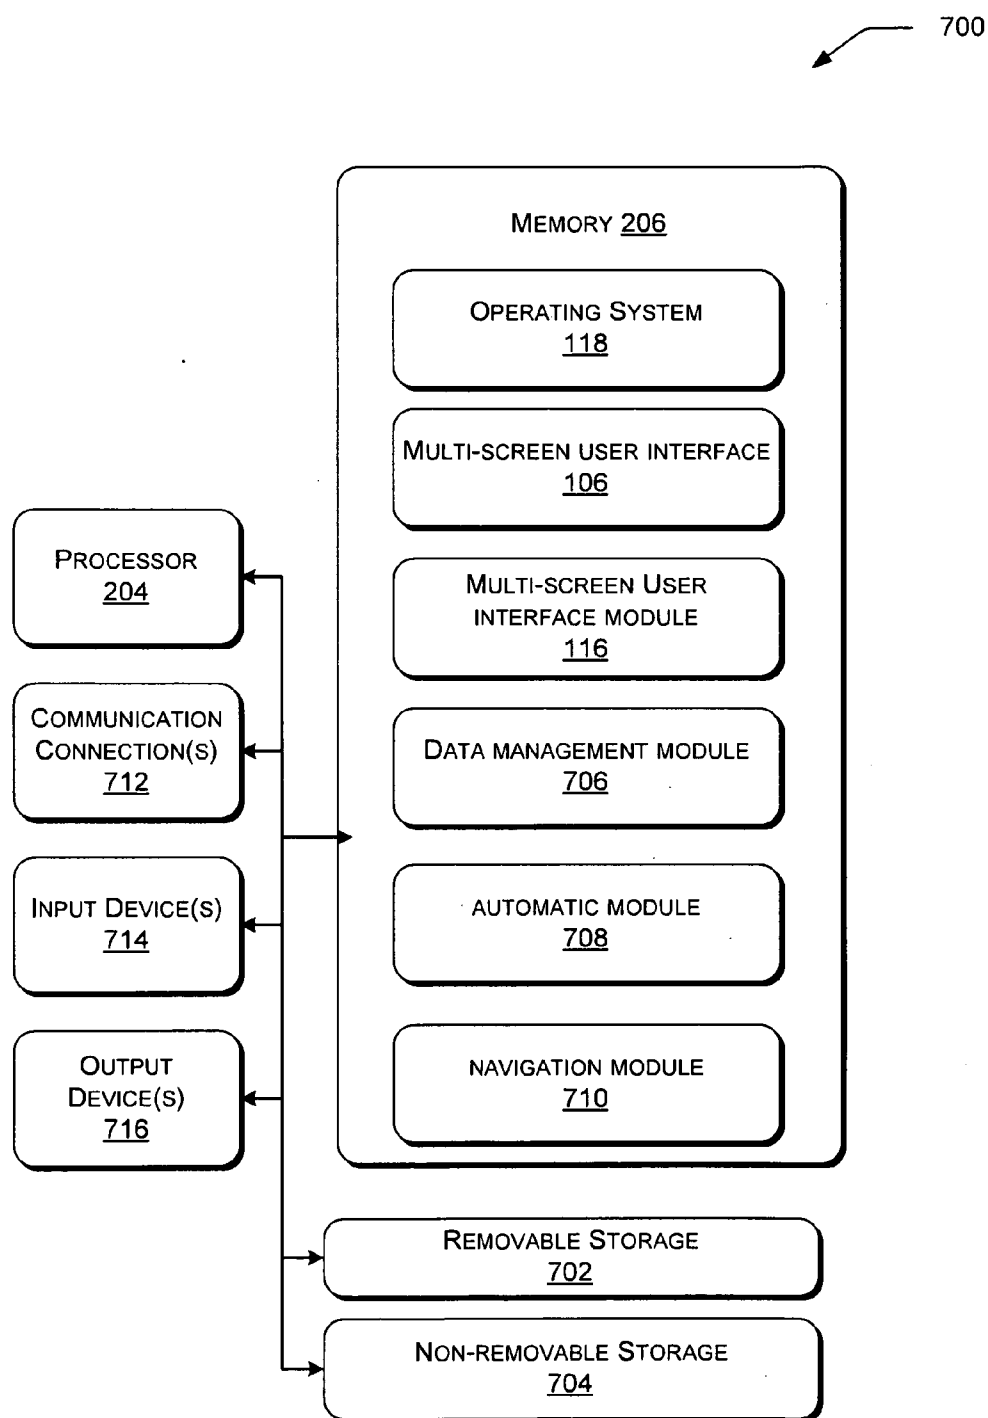 700
MEMORY 206
OPERATING SYSTEM
118
MULTI-SCREEN USER INTERFACE
106
MULTI-SCREEN USER
INTERFACE MODULE
116
DATA MANAGEMENT MODULE
706
AUTOMATIC MODULE
708
NAVIGATION MODULE
710
PROCESSOR
204
COMMUNICATION
CONNECTION(S)
712
INPUT DEVICE(S)
714
OUTPUT
DEVICE(S)
716
REMOVABLE STORAGE
702
NON-REMOVABLE STORAGE
704